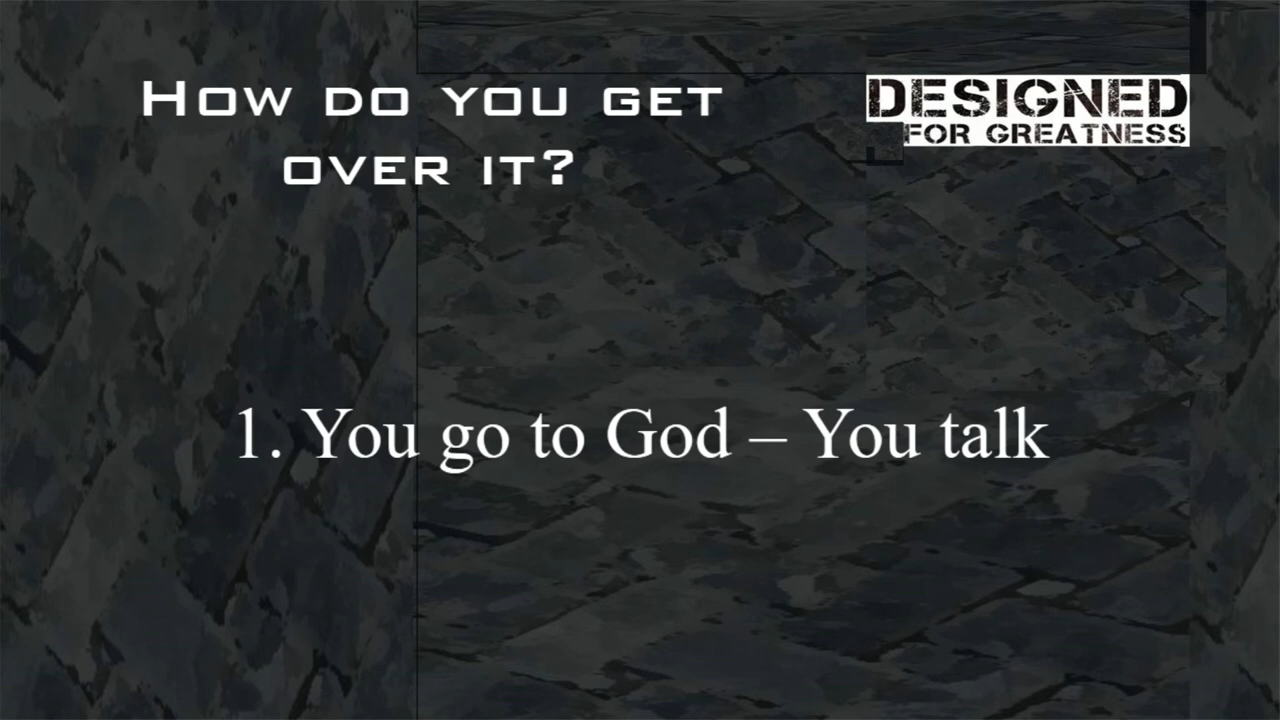 How do you get
over it?
DESIGNED
FOR GREATNESS
1. You go to God – You talk